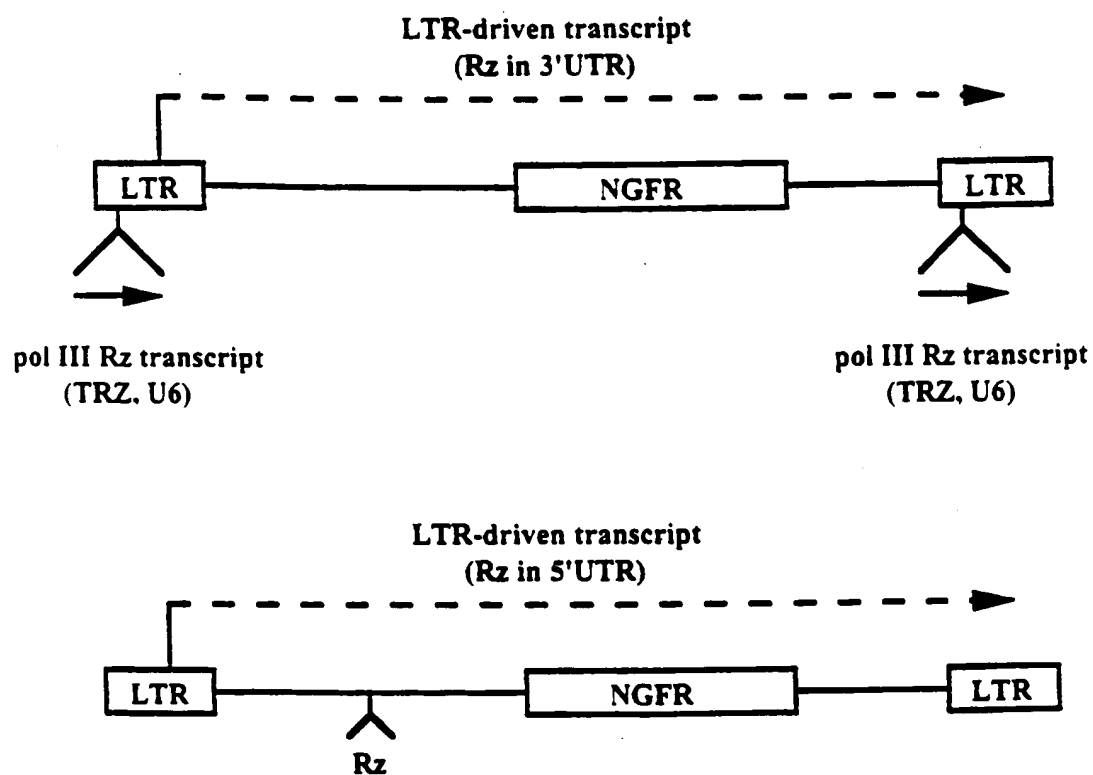 LTR-driven transcript
(Rz in 3'UTR)
LTR
NGFR
LTR
pol III Rz transcript
(TRZ, U6)
pol III Rz transcript
(TRZ, U6)
LTR-driven transcript
(Rz in 5'UTR)
LTR
NGFR
LTR
Rz